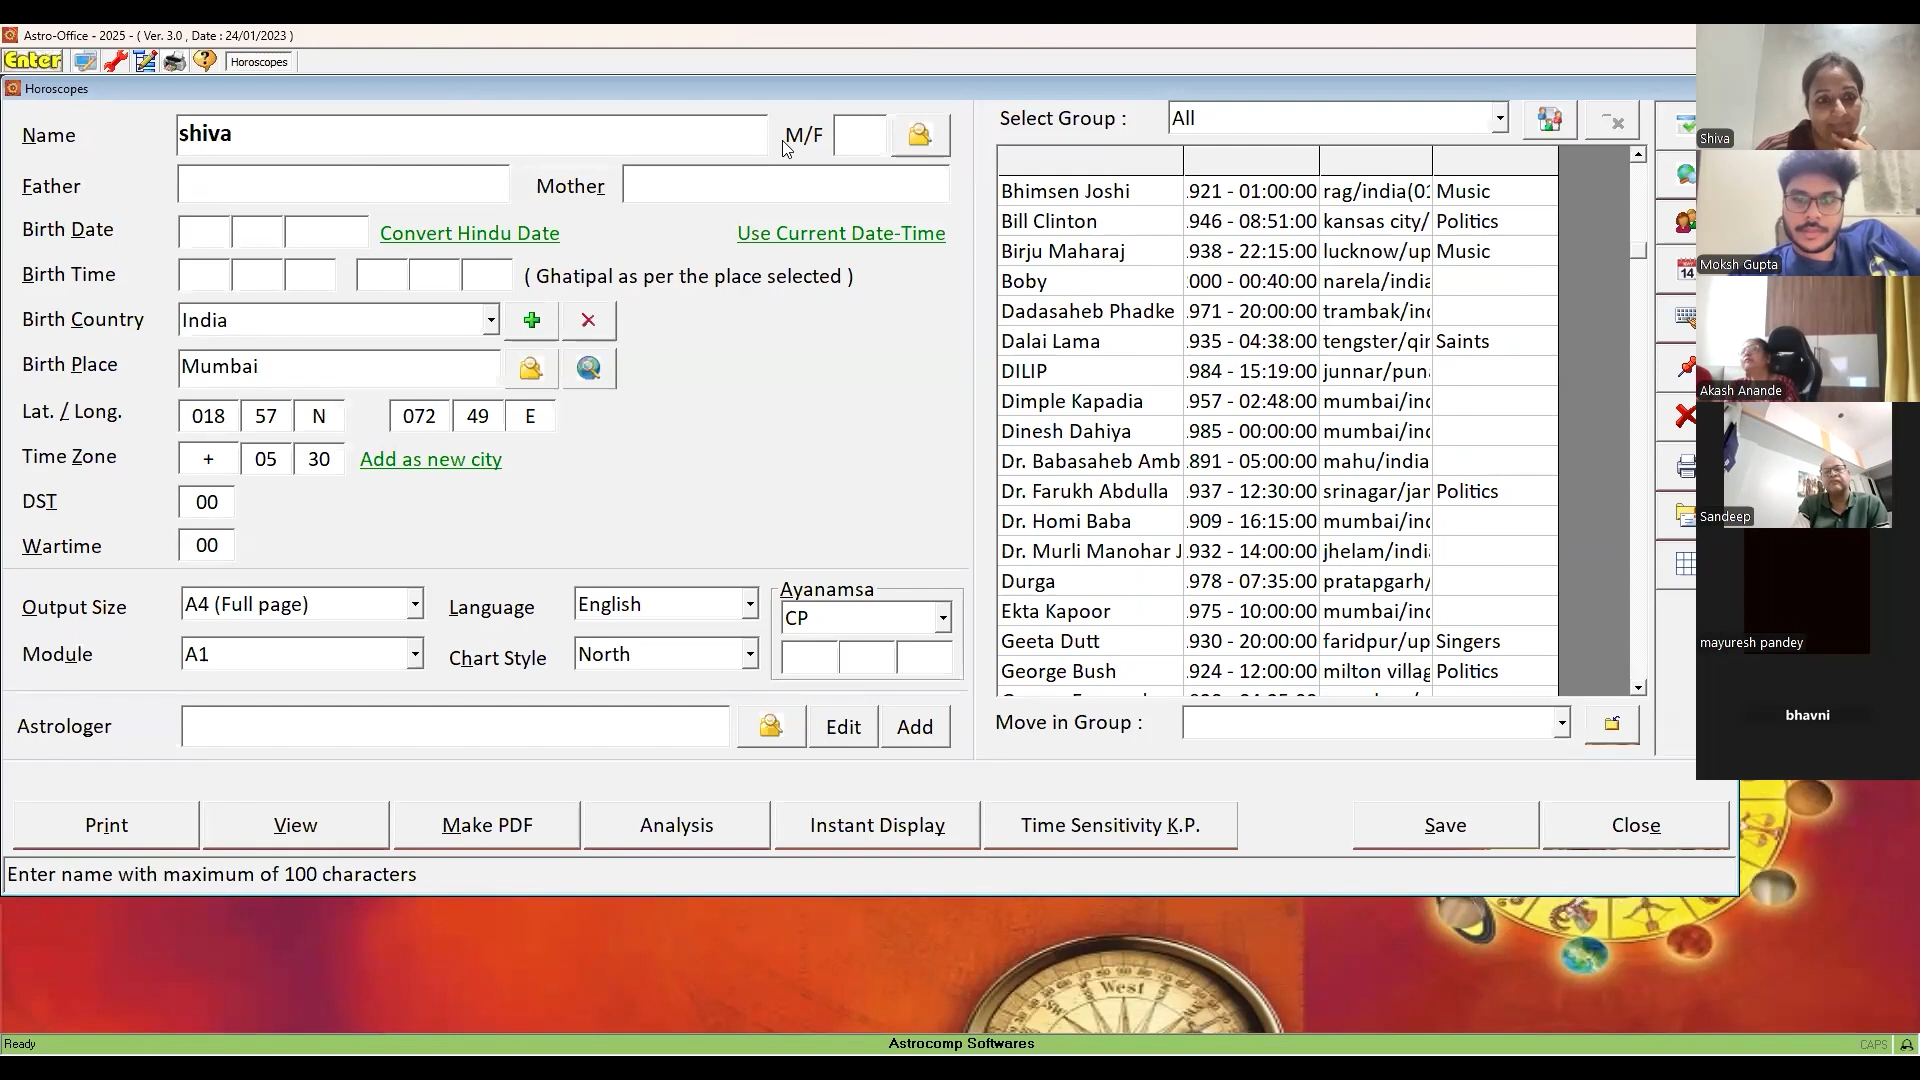 Astro-Office - 2025 - ( Ver. 3.0 , Date : 24/01/2023 )
Enter Horoscopes
Horoscopes
Name shiva M/F
Father Mother
Birth Date Convert Hindu Date Use Current Date-Time
Birth Time ( Ghatipal as per the place selected )
Birth Country India
Birth Place Mumbai
Lat. / Long. 018 57 N 072 49 E
Time Zone + 05 30 Add as new city
DST 00
Wartime 00
Output Size A4 (Full page) Language English Ayanamsa CP
Module A1 Chart Style North
Astrologer Edit Add
Select Group : All
Bhimsen Joshi .921 - 01:00:00 rag/india(01 Music
Bill Clinton .946 - 08:51:00 kansas city/ Politics
Birju Maharaj .938 - 22:15:00 lucknow/up Music
Boby :000 - 00:40:00 narela/india
Dadasaheb Phadke .971 - 20:00:00 trambak/ind
Dalai Lama .935 - 04:38:00 tengster/qin Saints
DILIP .984 - 15:19:00 junnar/pun
Dimple Kapadia .957 - 02:48:00 mumbai/ind
Dinesh Dahiya .985 - 00:00:00 mumbai/ind
Dr. Babasaheb Amb .891 - 05:00:00 mahu/india
Dr. Farukh Abdulla .937 - 12:30:00 srinagar/jar Politics
Dr. Homi Baba .909 - 16:15:00 mumbai/ind
Dr. Murli Manohar J .932 - 14:00:00 jhelam/indi
Durga .978 - 07:35:00 pratapgarh/
Ekta Kapoor .975 - 10:00:00 mumbai/ind
Geeta Dutt .930 - 20:00:00 faridpur/up Singers
George Bush .924 - 12:00:00 milton villag Politics
Move in Group :
14
Shiva
Moksh Gupta
Akash Anande
Sandeep
mayuresh pandey
bhavni
Print View Make PDF Analysis Instant Display Time Sensitivity K.P. Save Close
Enter name with maximum of 100 characters
West
Ready Astrocomp Softwares CAPS